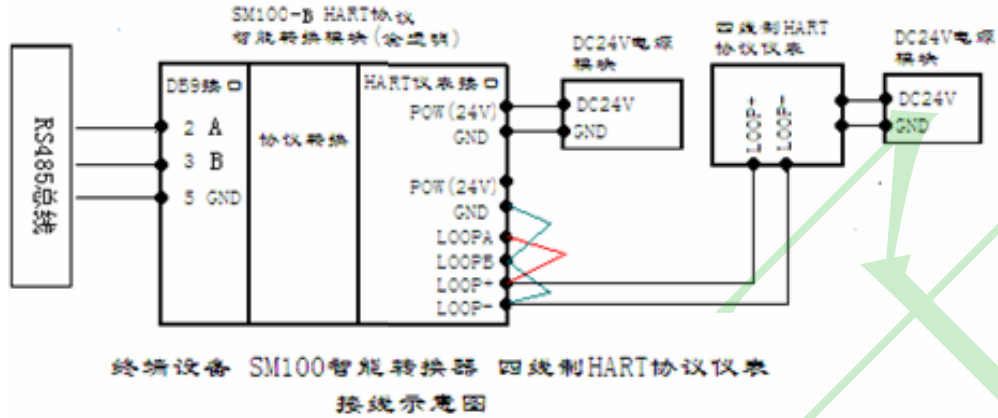 SM100-B HART协议
智能转换模块(全透明)
DC24V电源
模块
四线制HART
协议仪表
DC24V电源
模块
RS485总线
DB9接口
2 A
3 B
5 GND
协议转换
HART仪表接口
POW(24V)
GND
POW(24V)
GND
LOOPA
LOOPB
LOOP+
LOOP-
DC24V
GND
LOOP+
LOOP-
DC24V
GND
终端设备 SM100智能转换器 四线制HART协议仪表
接线示意图